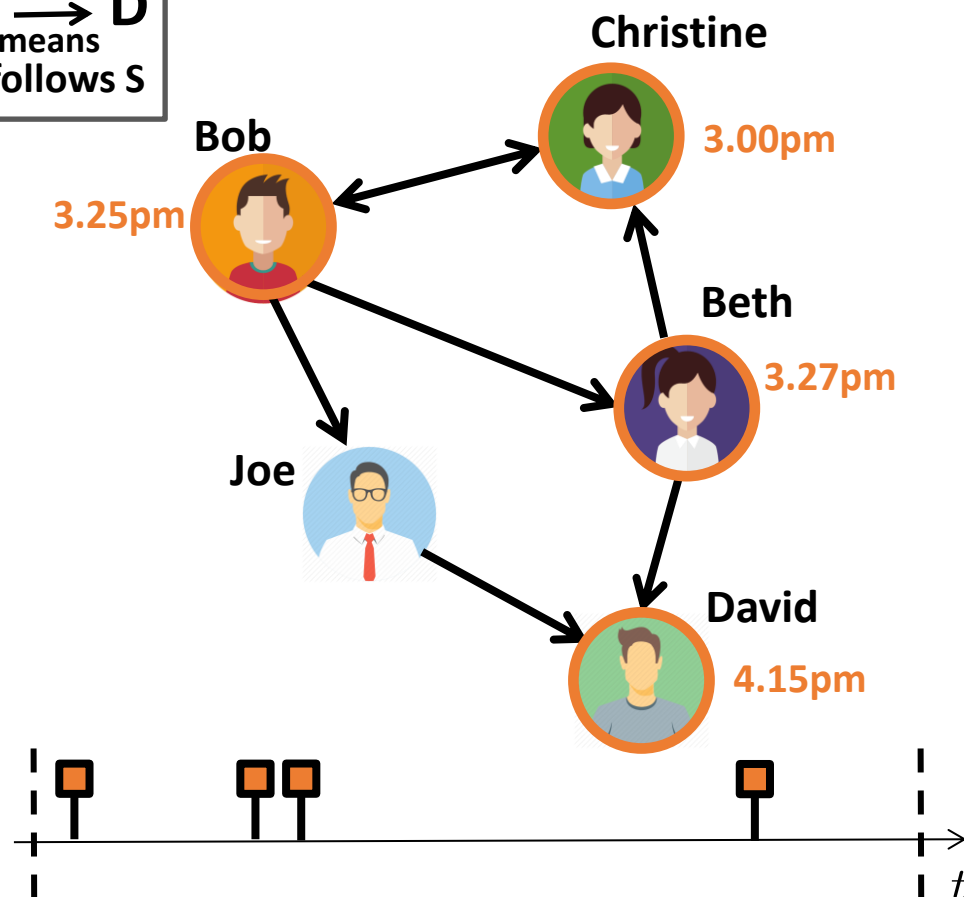 D
means
follows S
Christine
3.00pm
Bob
3.25pm
Beth
3.27pm
Joe
David
4.15pm
t